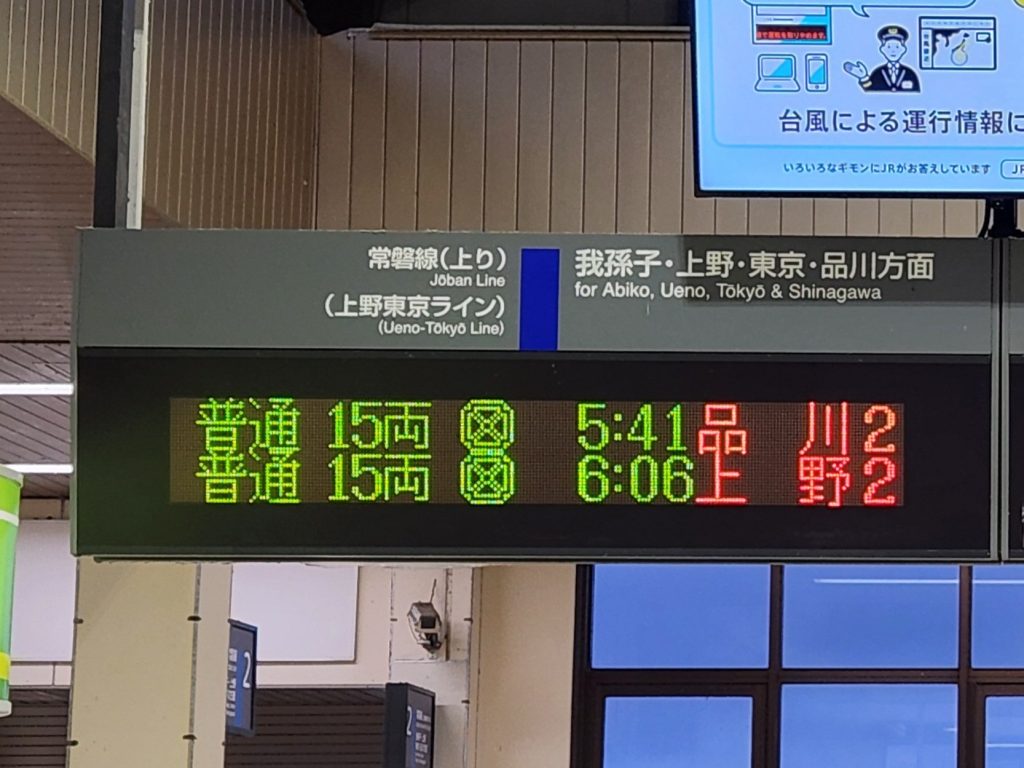 台風による運行情報に
いろいろなギモンにJRがお答えしています
常磐線(上り)
Jōban Line
(上野東京ライン)
(Ueno-Tōkyō Line)
我孫子・上野・東京・品川方面
for Abiko, Ueno, Tōkyō & Shinagawa
普通 15両 5:41 品川 2
普通 15両 6:06 上野 2
2
2